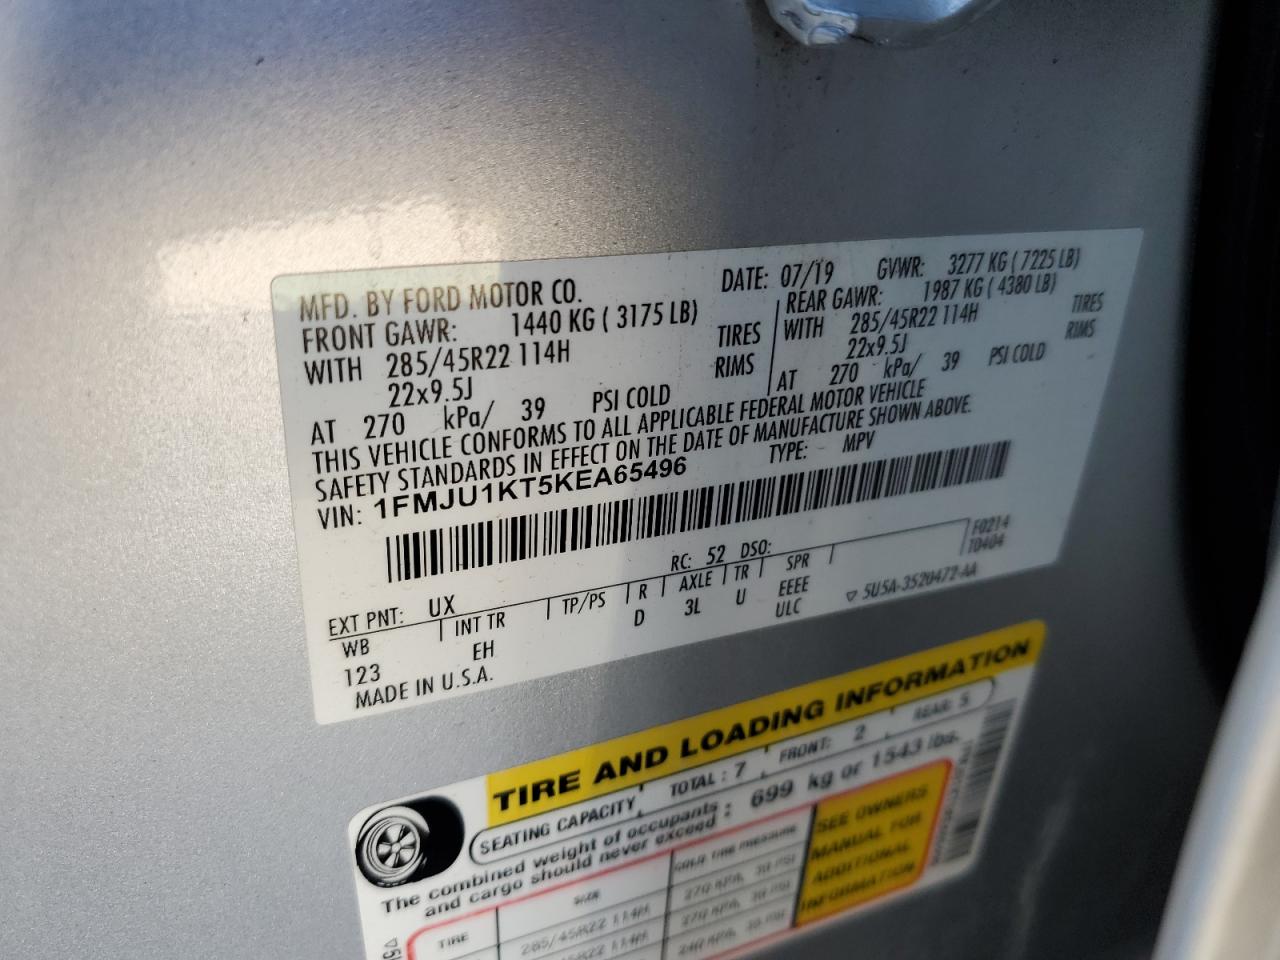 MFD. BY FORD MOTOR CO.
DATE: 07/19 GVWR: 3277 KG ( 7225 LB)
FRONT GAWR: 1440 KG ( 3175 LB)
WITH 285/45R22 114H TIRES
22x9.5J RIMS
AT 270 kPa/ 39 PSI COLD
REAR GAWR: 1987 KG ( 4380 LB)
WITH 285/45R22 114H TIRES
22x9.5J RIMS
AT 270 kPa/ 39 PSI COLD
THIS VEHICLE CONFORMS TO ALL APPLICABLE FEDERAL MOTOR VEHICLE
SAFETY STANDARDS IN EFFECT ON THE DATE OF MANUFACTURE SHOWN ABOVE.
VIN: 1FMJU1KT5KEA65496 TYPE: MPV
F0214
T0404
EXT PNT: UX RC: 52 DSO:
WB INT TR TP/PS R AXLE TR SPR
123 EH D 3L U EEEE
ULC
MADE IN U.S.A.
5U5A-3520472-AA
TIRE AND LOADING INFORMATION
SEATING CAPACITY TOTAL : 7 FRONT: 2 REAR: 5
The combined weight of occupants
and cargo should never exceed : 699 kg or 1543 lbs.
TIRE SIZE COLD TIRE PRESSURE
285/45R22 114H 270 KPA, 39 PSI
SEE OWNERS
MANUAL FOR
ADDITIONAL
INFORMATION